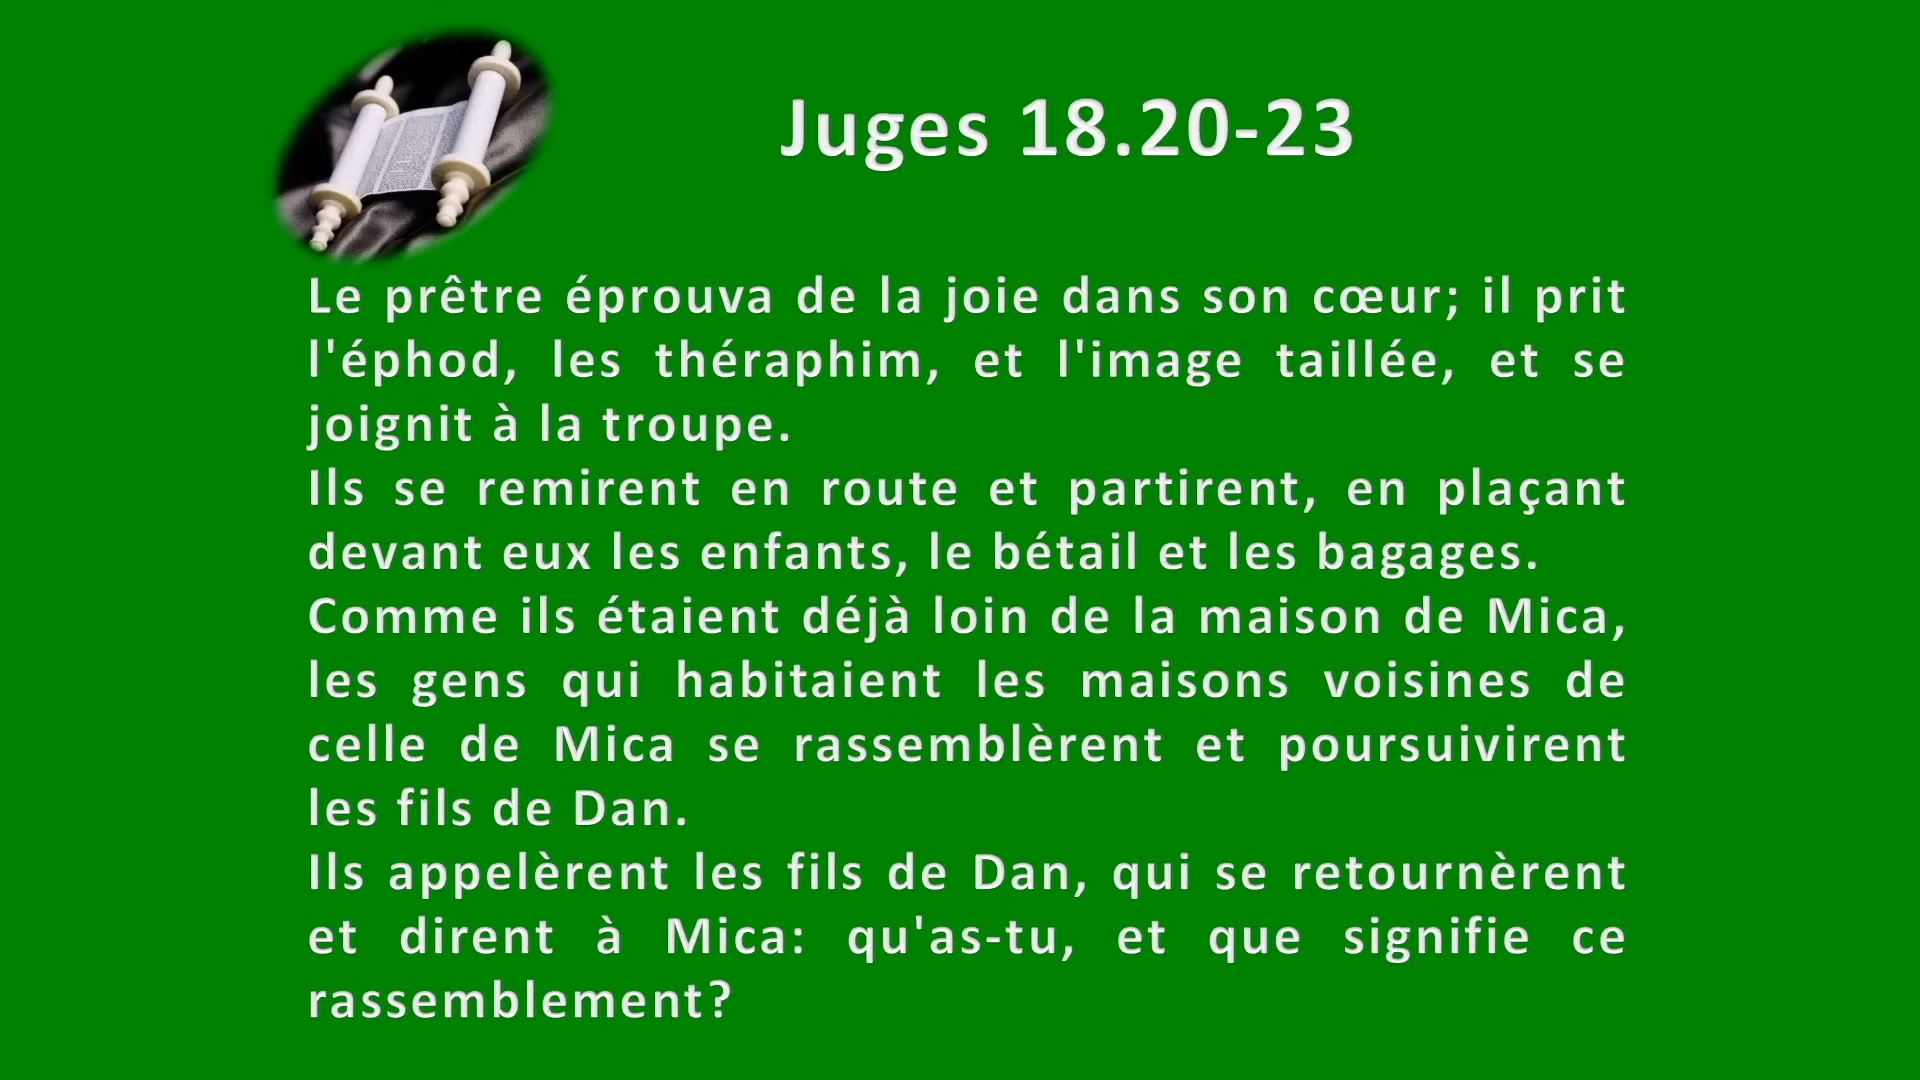 Juges 18.20-23
Le prêtre éprouva de la joie dans son cœur; il prit
l'éphod, les théraphim, et l'image taillée, et se
joignit à la troupe.
Ils se remirent en route et partirent, en plaçant
devant eux les enfants, le bétail et les bagages.
Comme ils étaient déjà loin de la maison de Mica,
les gens qui habitaient les maisons voisines de
celle de Mica se rassemblèrent et poursuivirent
les fils de Dan.
Ils appelèrent les fils de Dan, qui se retournèrent
et dirent à Mica: qu'as-tu, et que signifie ce
rassemblement?